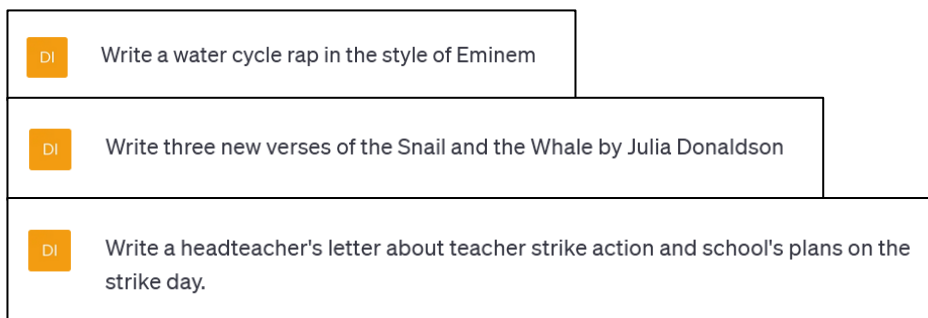 DI
Write a water cycle rap in the style of Eminem
DI
Write three new verses of the Snail and the Whale by Julia Donaldson
DI
Write a headteacher's letter about teacher strike action and school's plans on the
strike day.